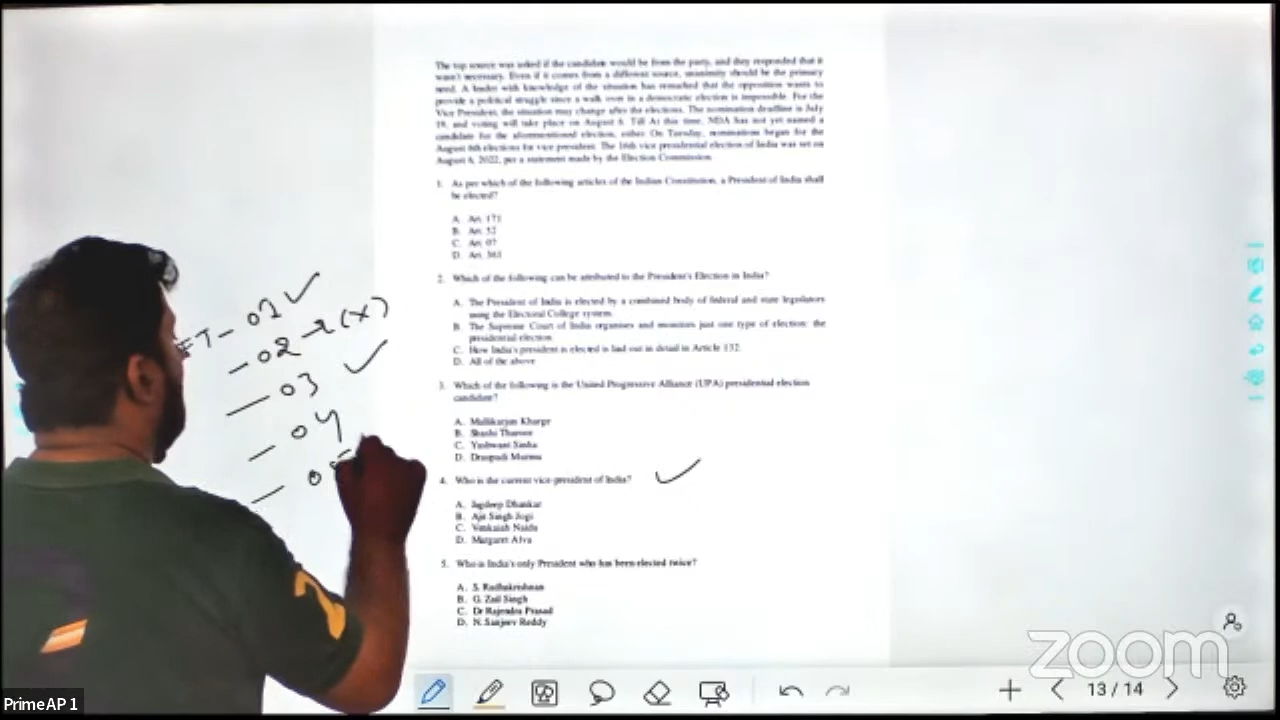 The top source was asked if the candidate would be from the party, and they responded that it
wasn't necessary. Even if it comes from a different source, unanimity should be the primary
need. A leader with knowledge of the situation has remarked that the opposition wants to
provide a political struggle since a walk over in a democratic election is impossible. For the
Vice President, the situation may change after the elections. The nomination deadline is July
19, and voting will take place on August 6. Till At this time, NDA has not yet named a
candidate for the aforementioned election, either. On Tuesday, nominations began for the
August 6th elections for vice president. The 16th vice presidential election of India was set on
August 6, 2022, per a statement made by the Election Commission.
1. As per which of the following articles of the Indian Constitution, a President of India shall
be elected?
A. Art. 171
B. Art. 52
C. Art. 07
D. Art. 361
2. Which of the following can be attributed to the President's Election in India?
A. The President of India is elected by a combined body of federal and state legislators
using the Electoral College system.
B. The Supreme Court of India organises and monitors just one type of election: the
presidential election.
C. How India's president is elected is laid out in detail in Article 132
D. All of the above
3. Which of the following is the United Progressive Alliance (UPA) presidential election
candidate?
A. Mallikarjun Kharge
B. Shashi Tharoor
C. Yashwant Sinha
D. Draupadi Murmu
4. Who is the current vice-president of India?
A. Jagdeep Dhankar
B. Ajit Singh Jogi
C. Venkaiah Naidu
D. Margaret Alva
5. Who is India's only President who has been elected twice?
A. S. Radhakrishnan
B. G. Zail Singh
C. Dr Rajendra Prasad
D. N. Sanjeev Reddy
T - 01 ✓
- 02 - 2 (x)
- 03 ✓
- 04
- 05
zoom
13 / 14
PrimeAP 1